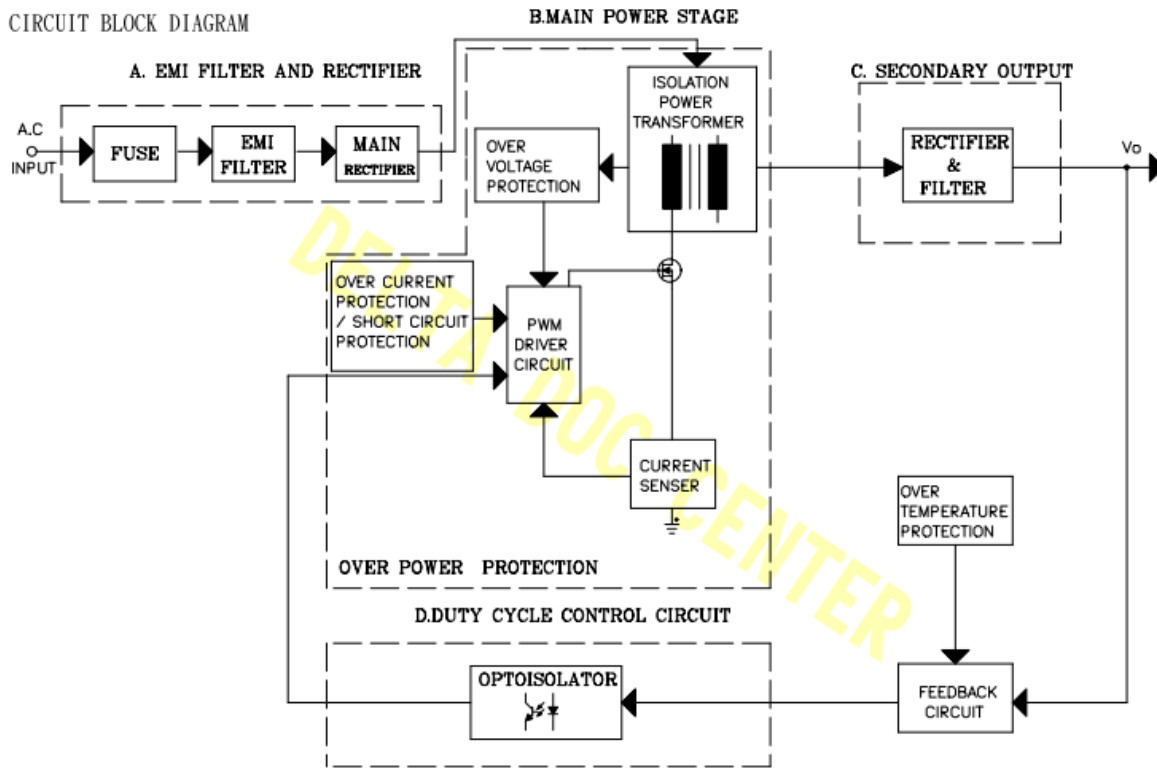 CIRCUIT BLOCK DIAGRAM
B.MAIN POWER STAGE
A. EMI FILTER AND RECTIFIER
C. SECONDARY OUTPUT
A.C
INPUT
FUSE
EMI
FILTER
MAIN
RECTIFIER
OVER
VOLTAGE
PROTECTION
ISOLATION
POWER
TRANSFORMER
RECTIFIER
&
FILTER
Vo
OVER CURRENT
PROTECTION
/ SHORT CIRCUIT
PROTECTION
PWM
DRIVER
CIRCUIT
CURRENT
SENSER
OVER POWER PROTECTION
OVER
TEMPERATURE
PROTECTION
D.DUTY CYCLE CONTROL CIRCUIT
OPTOISOLATOR
FEEDBACK
CIRCUIT
DELTA DOC CENTER